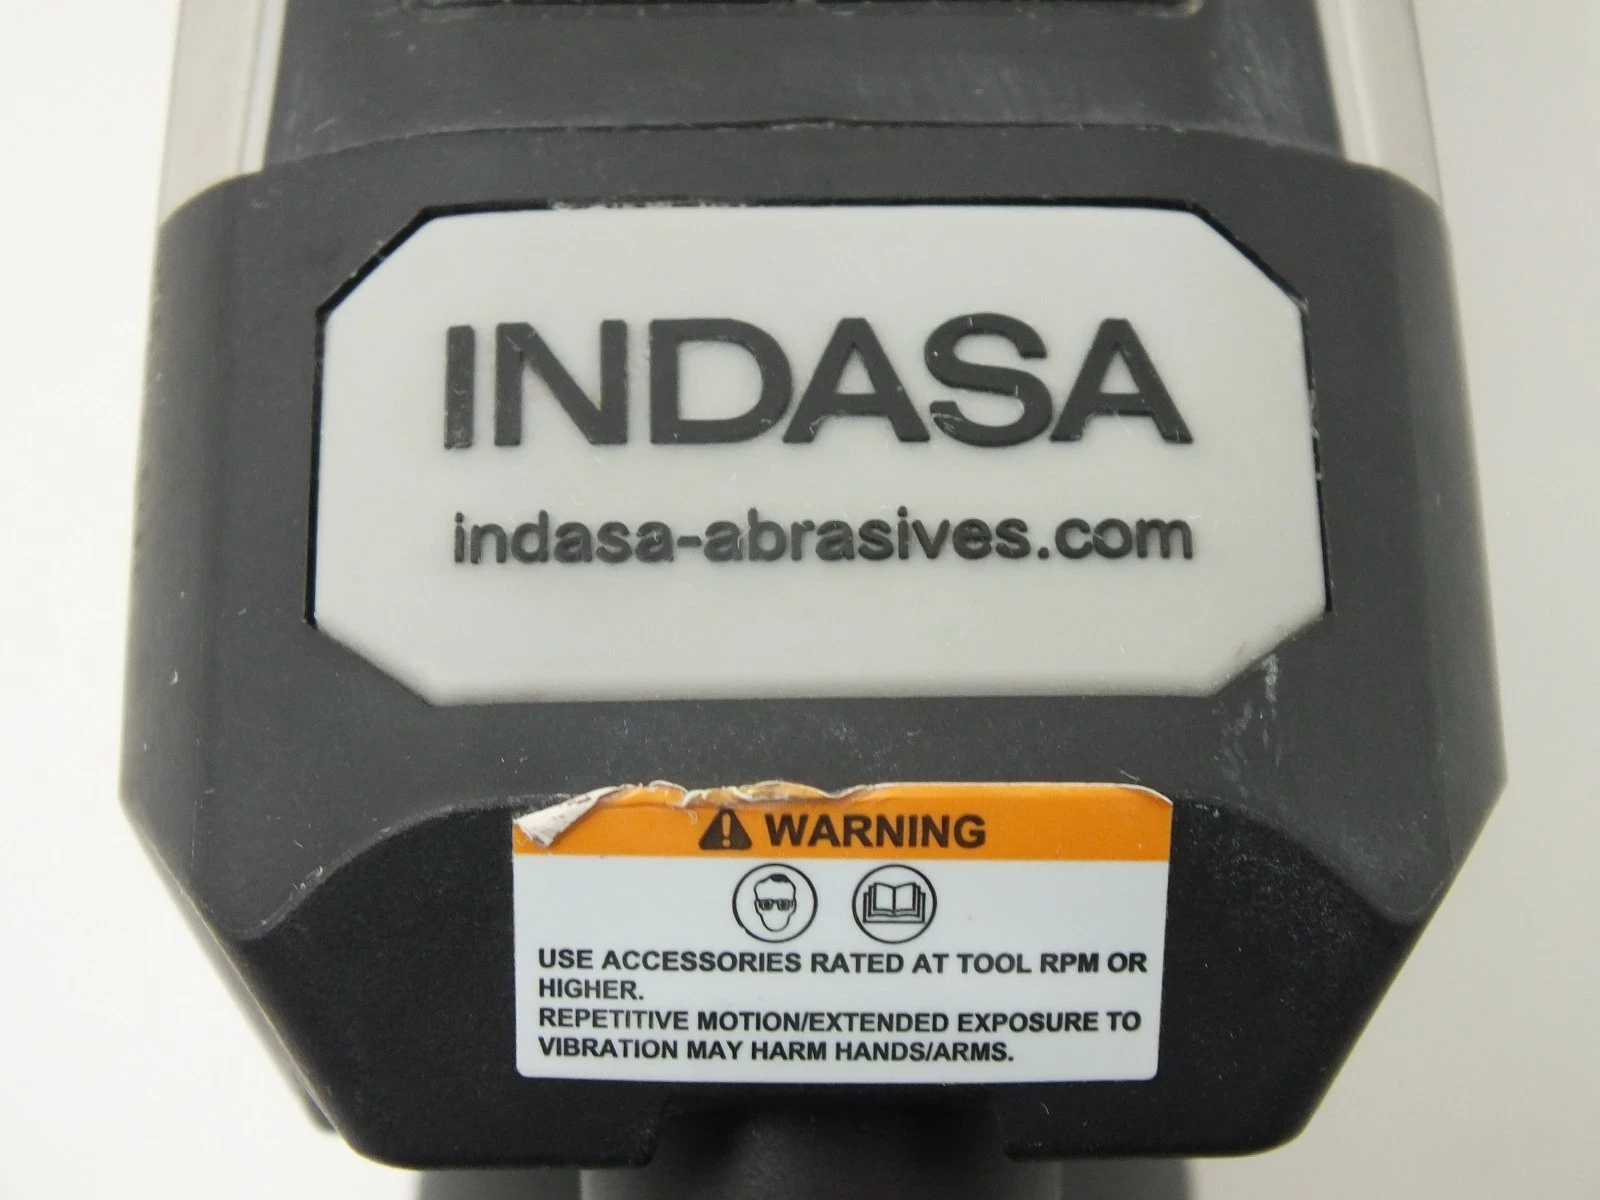 INDASA
indasa-abrasives.com
WARNING
USE ACCESSORIES RATED AT TOOL RPM OR
HIGHER.
REPETITIVE MOTION/EXTENDED EXPOSURE TO
VIBRATION MAY HARM HANDS/ARMS.